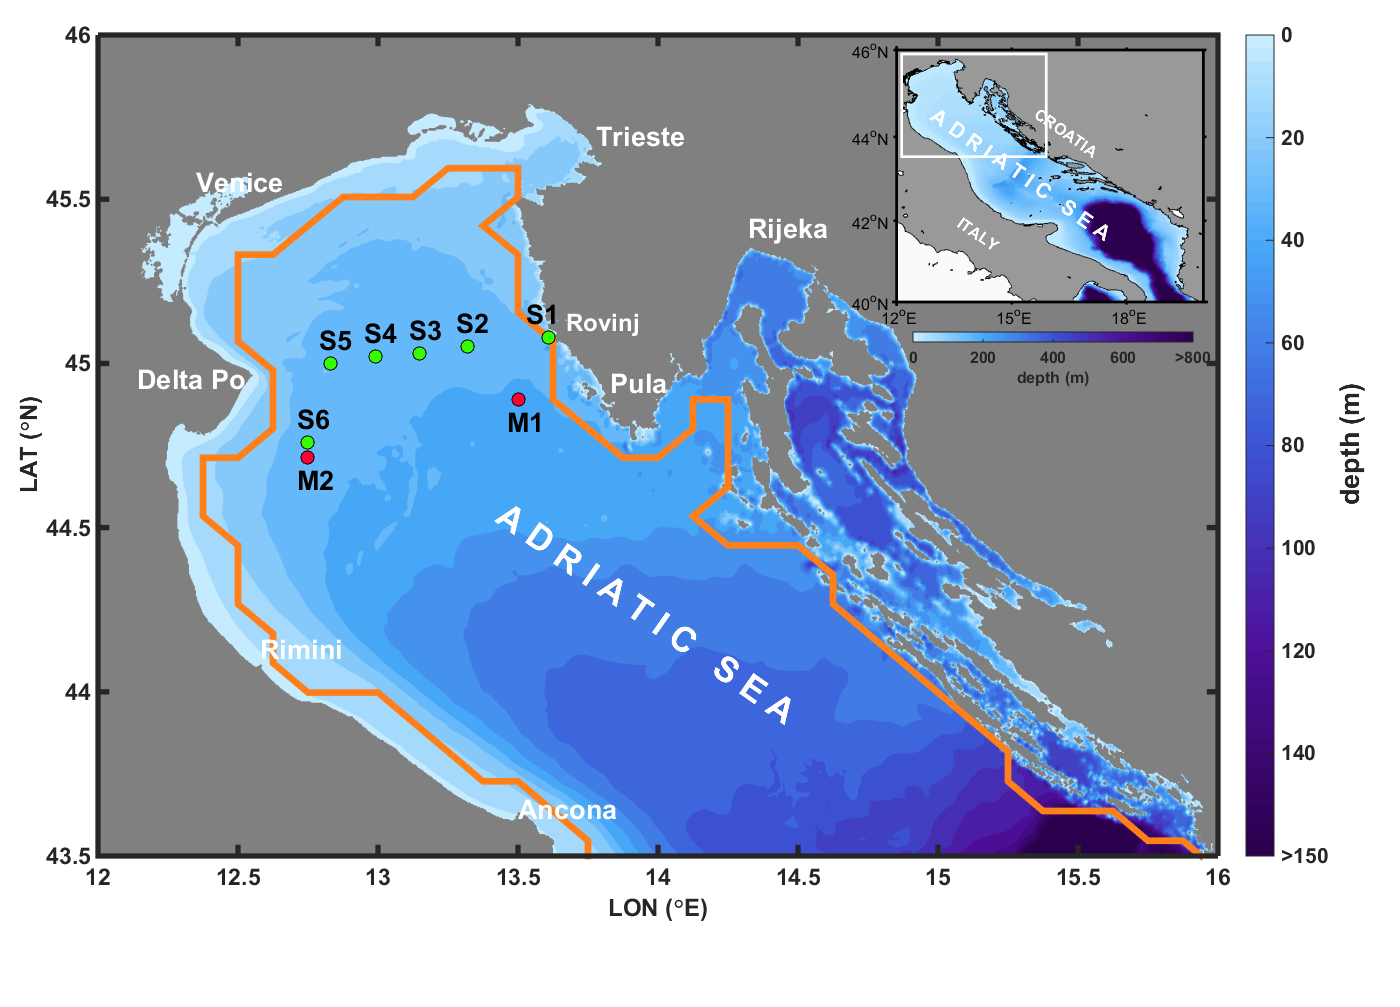 46
45.5
45
44.5
44
43.5
LAT (°N)
12
12.5
13
13.5
14
14.5
15
15.5
16
LON (°E)
Trieste
Venice
Rijeka
S1
Rovinj
S2
S3
S4
S5
Delta Po
Pula
S6
M1
M2
ADRIATIC SEA
Rimini
Ancona
46°N
44°N
42°N
40°N
12°E
15°E
18°E
CROATIA
ADRIATIC SEA
ITALY
0
200
400
600
>800
depth (m)
0
20
40
60
80
100
120
140
>150
depth (m)